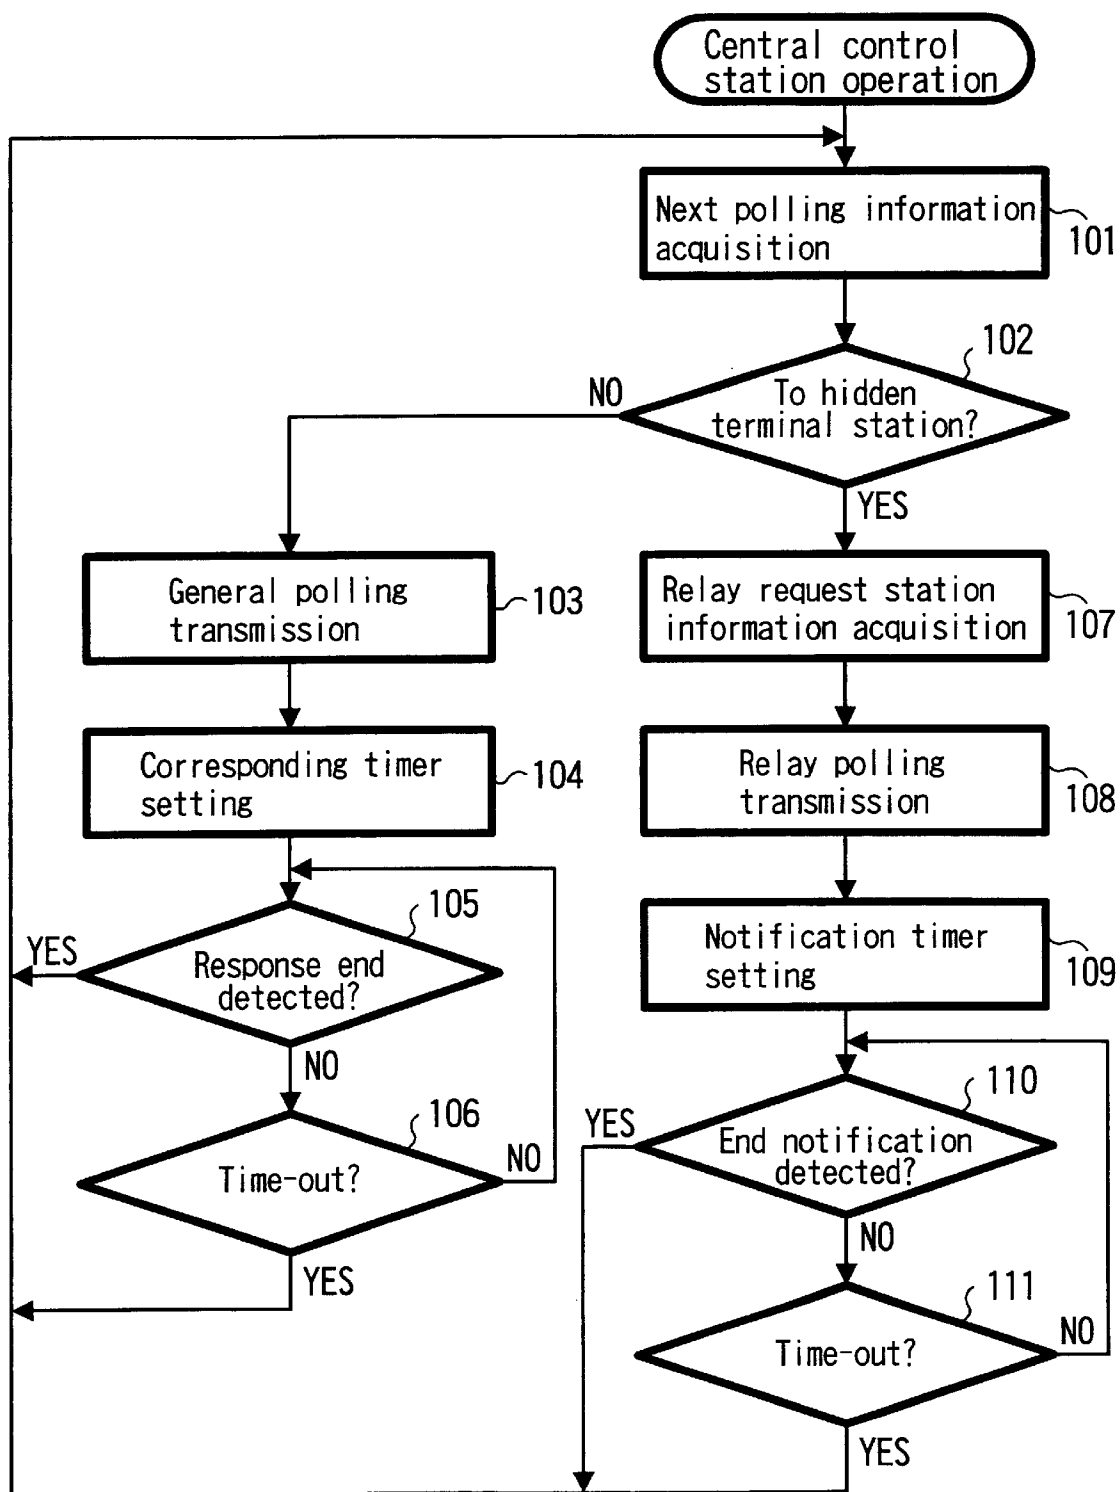 Central control
station operation
Next polling information
acquisition
101
102
To hidden
terminal station?
NO
YES
General polling
transmission
103
Relay request station
information acquisition
107
Corresponding timer
setting
104
Relay polling
transmission
108
105
YES
Response end
detected?
NO
Notification timer
setting
109
106
Time-out?
NO
YES
110
YES
End notification
detected?
NO
111
Time-out?
NO
YES